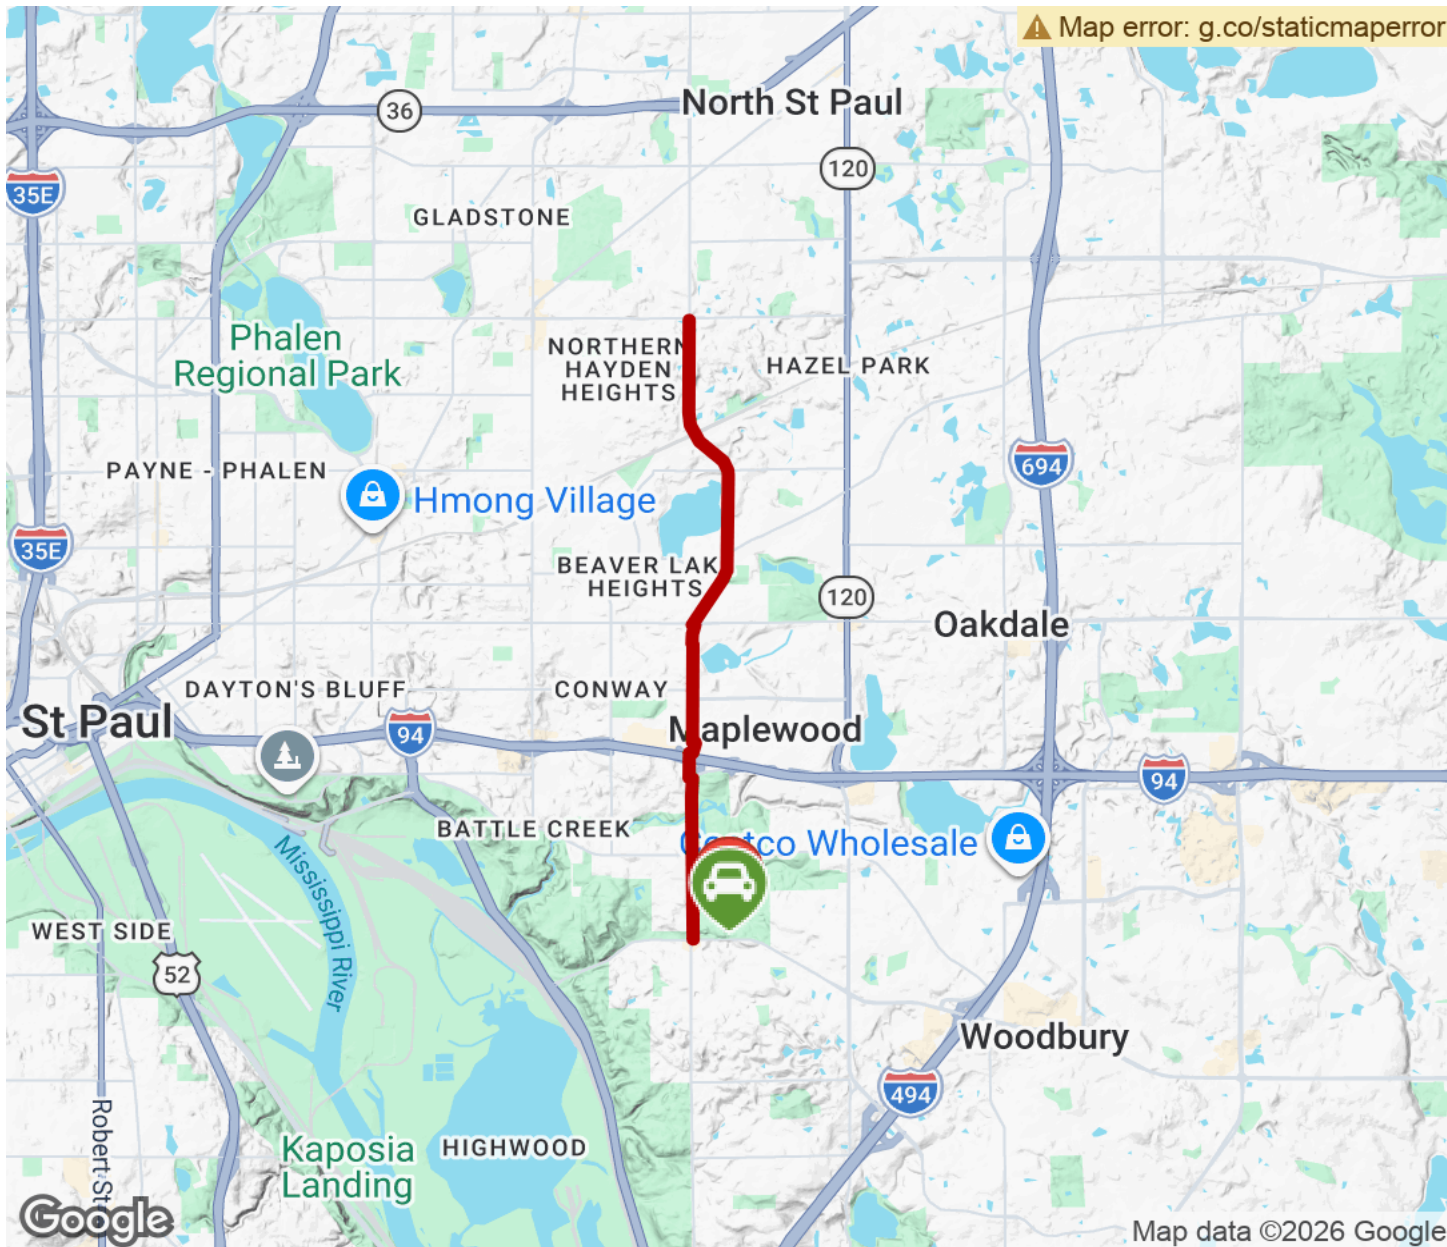 Map error: g.co/staticmaperror
North St Paul
36
120
35E
GLADSTONE
Phalen
Regional Park
NORTHERN
HAYDEN
HEIGHTS
HAZEL PARK
PAYNE - PHALEN
694
Hmong Village
35E
BEAVER LAK
HEIGHTS
120
Oakdale
DAYTON'S BLUFF
CONWAY
St Paul
Maplewood
94
94
BATTLE CREEK
Costco Wholesale
Mississippi River
WEST SIDE
52
Woodbury
494
Robert St
Kaposia
Landing
HIGHWOOD
Google
Map data ©2026 Google